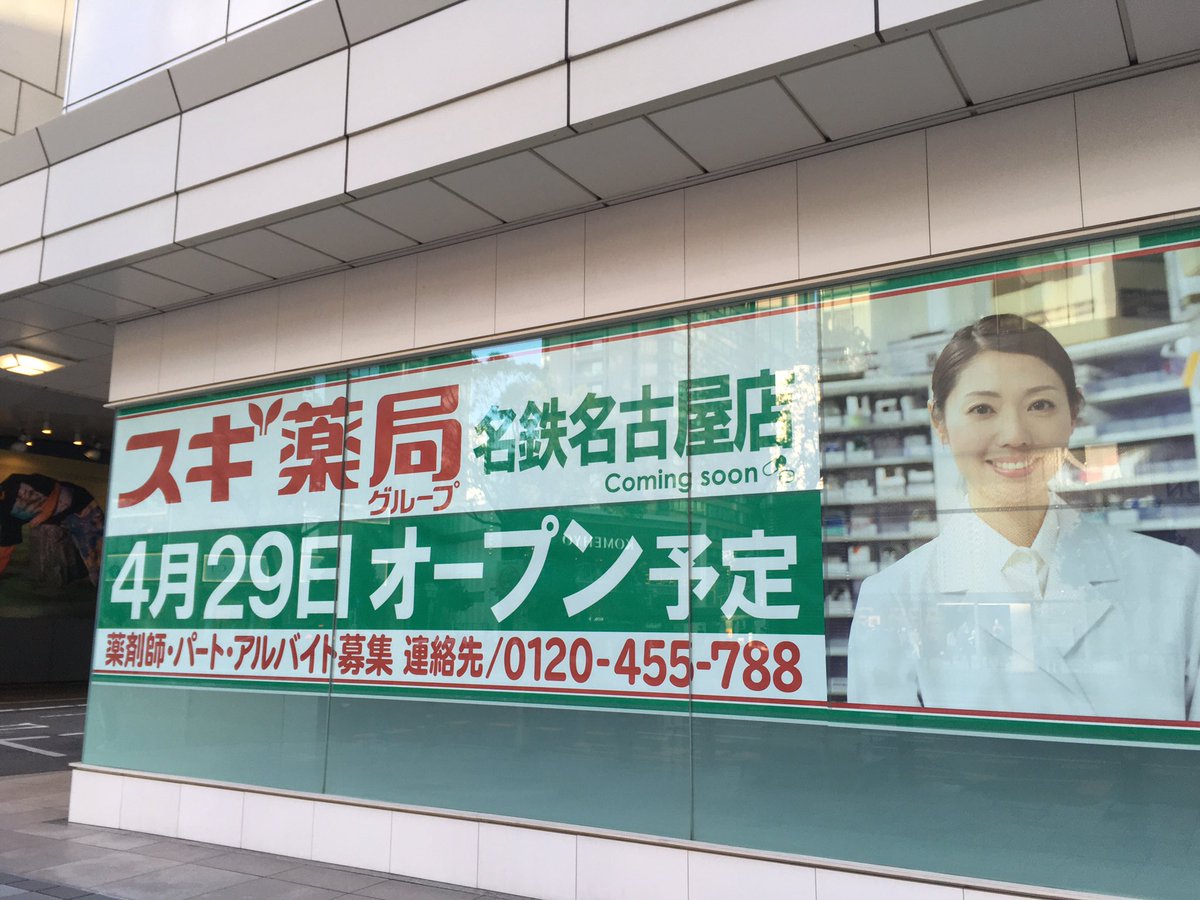 スギ薬局
グループ
名鉄名古屋店
Coming soon
4月29日オープン予定
薬剤師・パート・アルバイト募集 連絡先/0120-455-788
KOMEHYO